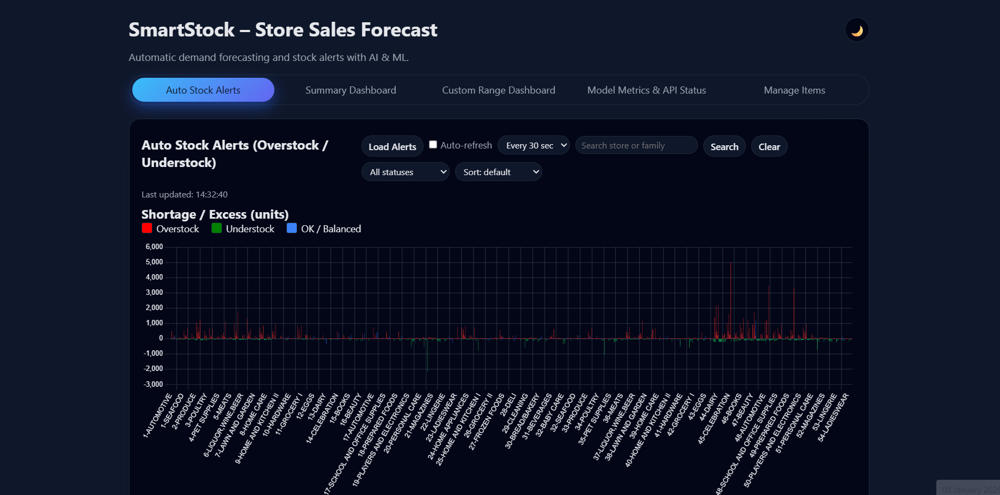 SmartStock – Store Sales Forecast
🌙
Automatic demand forecasting and stock alerts with AI & ML.
Auto Stock Alerts Summary Dashboard Custom Range Dashboard Model Metrics & API Status Manage Items
Auto Stock Alerts (Overstock /
Understock)
Load Alerts Auto-refresh Every 30 sec Search store or family Search Clear
All statuses Sort: default
Last updated: 14:32:40
Shortage / Excess (units)
Overstock Understock OK / Balanced
6,000
5,000
4,000
3,000
2,000
1,000
0
-1,000
-2,000
-3,000
1-AUTOMOTIVE
1-SEAFOOD
2-PRODUCE
3-POULTRY
4-PET SUPPLIES
5-MEATS
6-LIQUOR,WINE,BEER
7-LAWN AND GARDEN
8-HOME CARE
9-HOME AND KITCHEN II
10-HARDWARE
11-GROCERY I
12-EGGS
13-DAIRY
14-CELEBRATION
15-BOOKS
16-BEAUTY
17-AUTOMOTIVE
17-SCHOOL AND OFFICE SUPPLIES
18-PREPARED FOODS
19-PLAYERS AND ELECTRONICS
20-PERSONAL CARE
21-MAGAZINES
22-LINGERIE
23-LADIESWEAR
24-HOME APPLIANCES
25-HOME AND KITCHEN I
26-GROCERY II
27-FROZEN FOODS
28-DELI
29-CLEANING
30-BREAD/BAKERY
31-BEVERAGES
32-BABY CARE
32-SEAFOOD
33-PRODUCE
34-POULTRY
35-PET SUPPLIES
36-MEATS
37-LIQUOR,WINE,BEER
38-LAWN AND GARDEN
39-HOME CARE
40-HOME AND KITCHEN II
41-HARDWARE
42-GROCERY I
43-EGGS
44-DAIRY
45-CELEBRATION
46-BOOKS
47-BEAUTY
48-AUTOMOTIVE
48-SCHOOL AND OFFICE SUPPLIES
49-PREPARED FOODS
50-PLAYERS AND ELECTRONICS
51-PERSONAL CARE
52-MAGAZINES
53-LINGERIE
54-LADIESWEAR
08 January